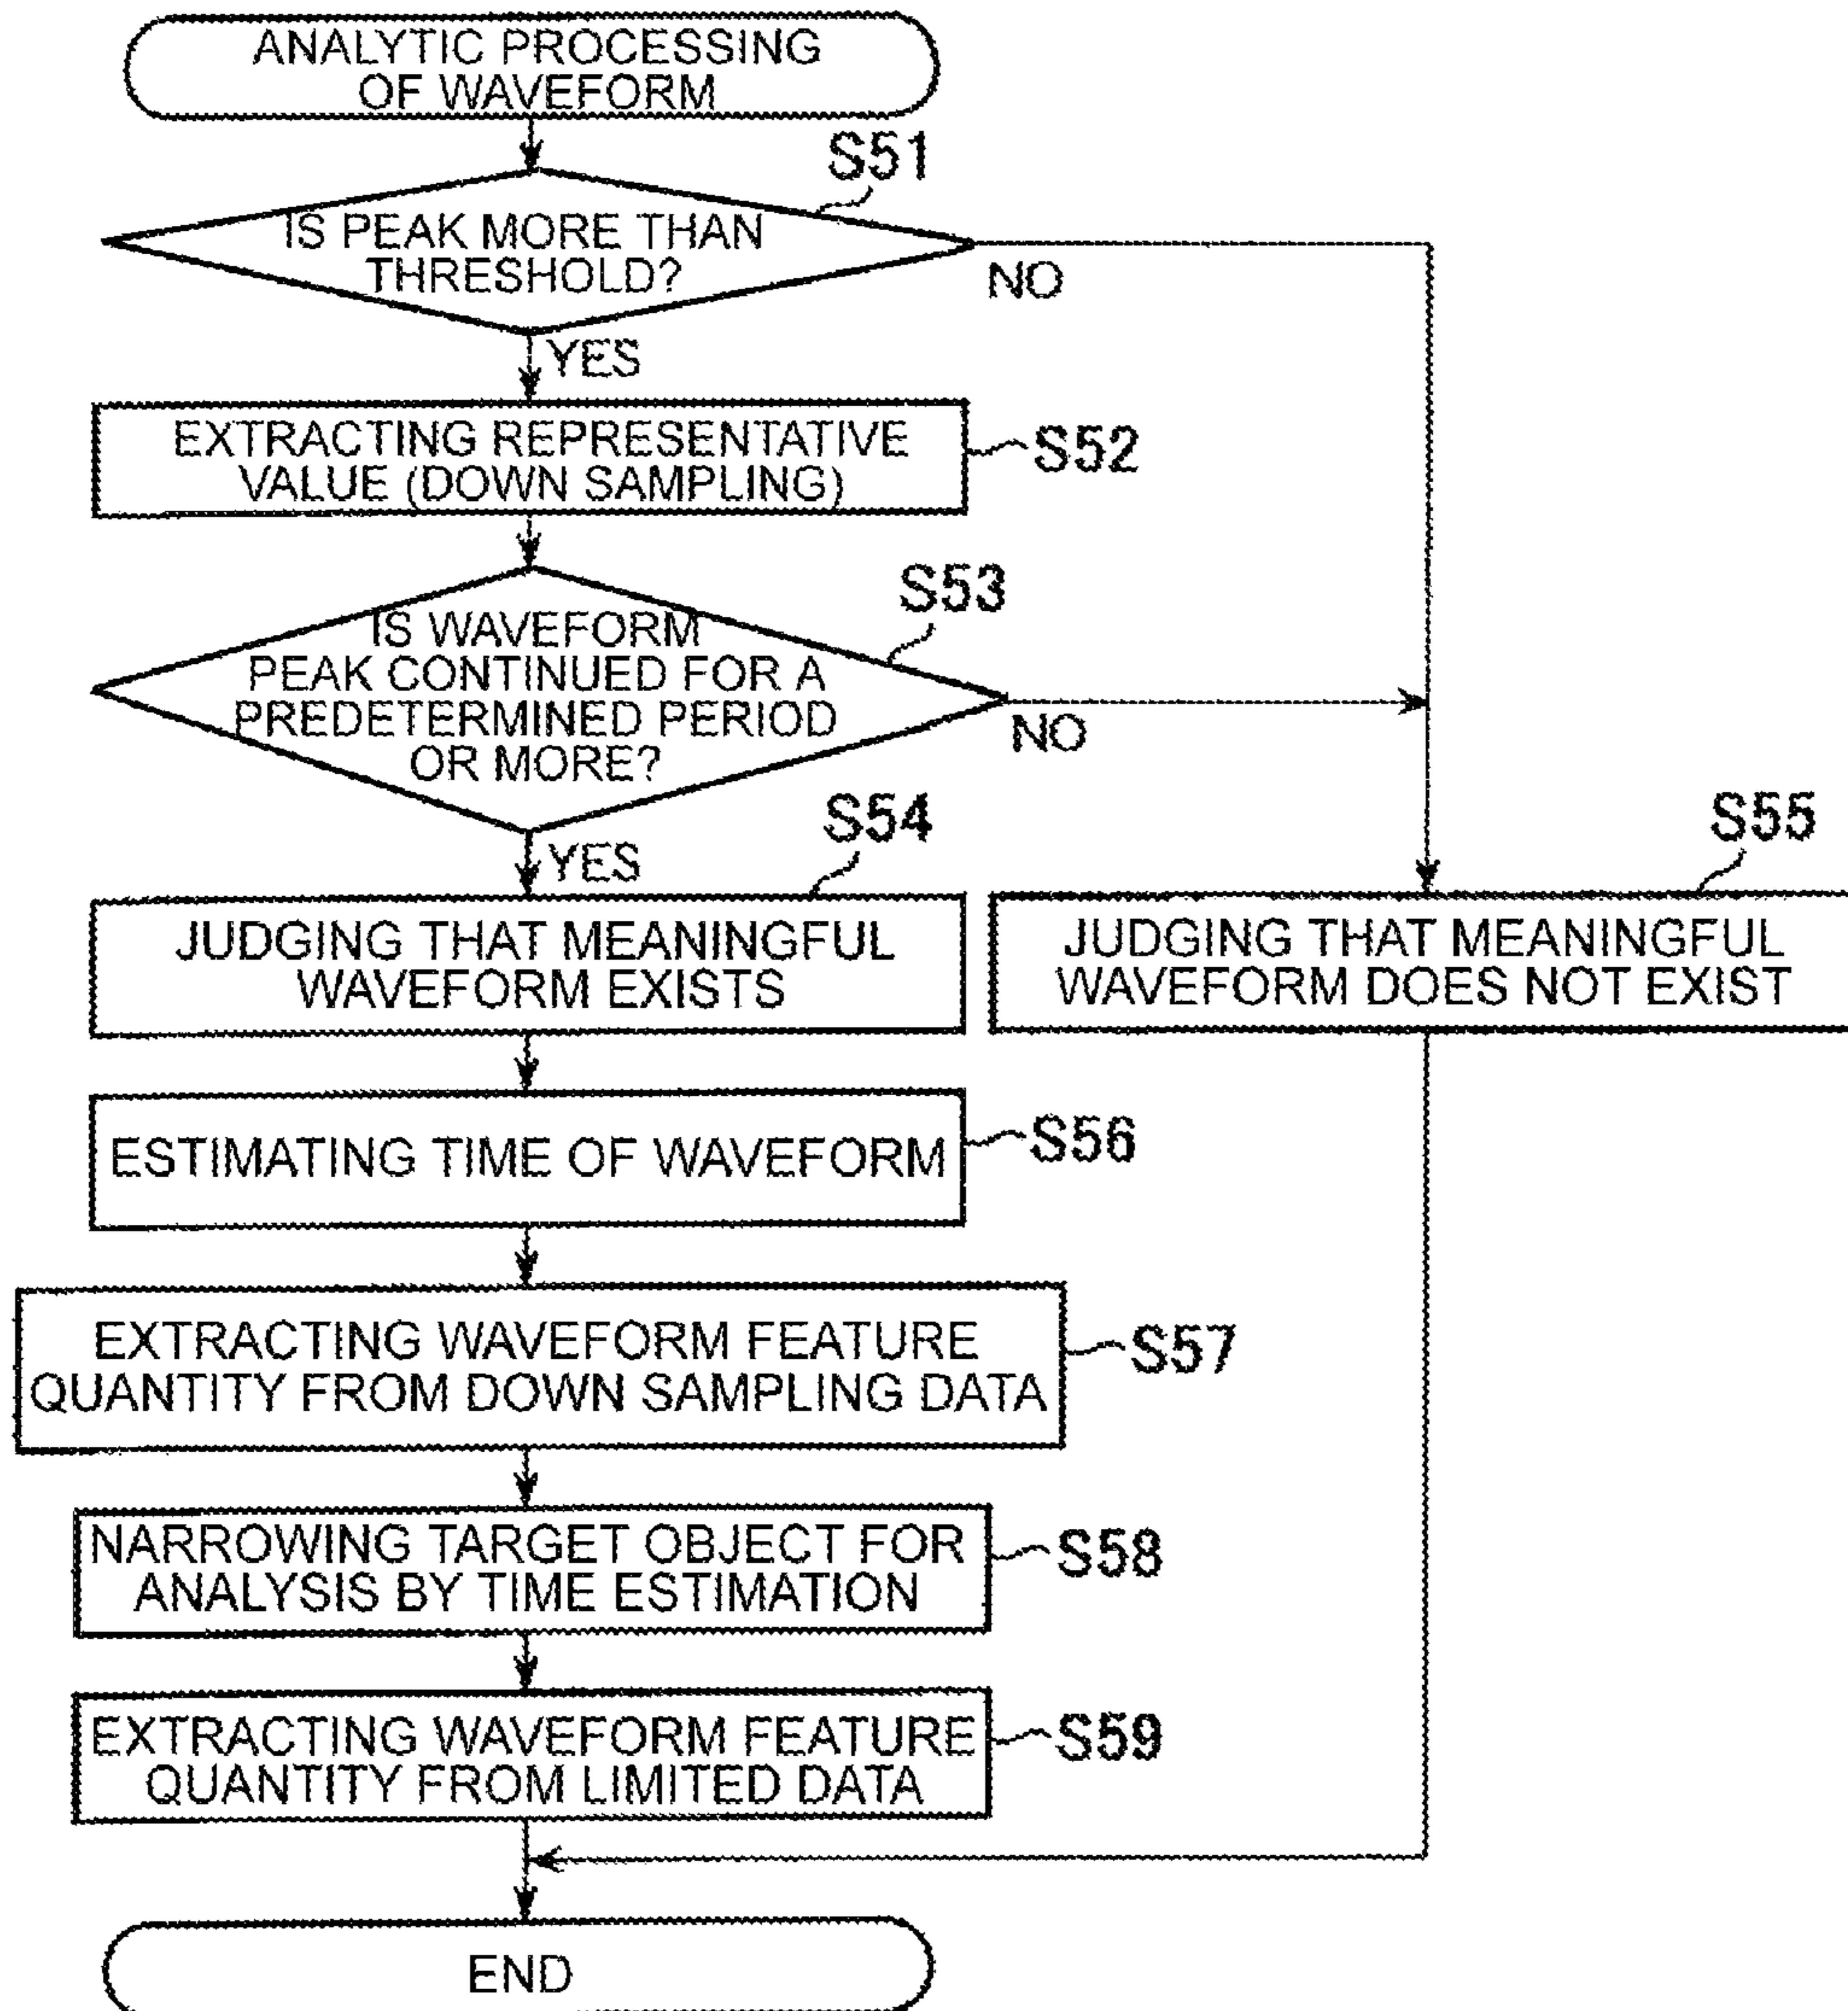 ANALYTIC PROCESSING
OF WAVEFORM
S51
IS PEAK MORE THAN
THRESHOLD?
NO
YES
EXTRACTING REPRESENTATIVE
VALUE (DOWN SAMPLING)
S52
S53
IS WAVEFORM
PEAK CONTINUED FOR A
PREDETERMINED PERIOD
OR MORE?
NO
YES
S54
JUDGING THAT MEANINGFUL
WAVEFORM EXISTS
S55
JUDGING THAT MEANINGFUL
WAVEFORM DOES NOT EXIST
ESTIMATING TIME OF WAVEFORM
S56
EXTRACTING WAVEFORM FEATURE
QUANTITY FROM DOWN SAMPLING DATA
S57
NARROWING TARGET OBJECT FOR
ANALYSIS BY TIME ESTIMATION
S58
EXTRACTING WAVEFORM FEATURE
QUANTITY FROM LIMITED DATA
S59
END